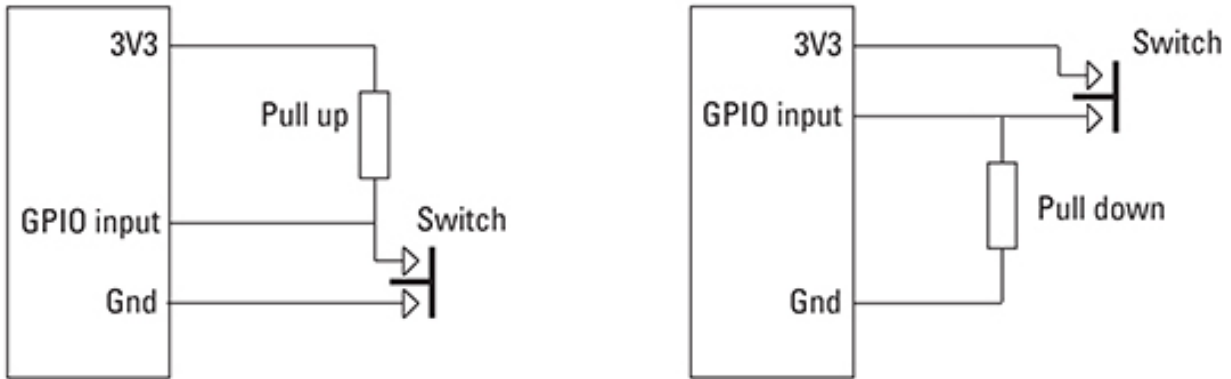 3V3
Pull up
GPIO input
Switch
Gnd
3V3
Switch
GPIO input
Pull down
Gnd